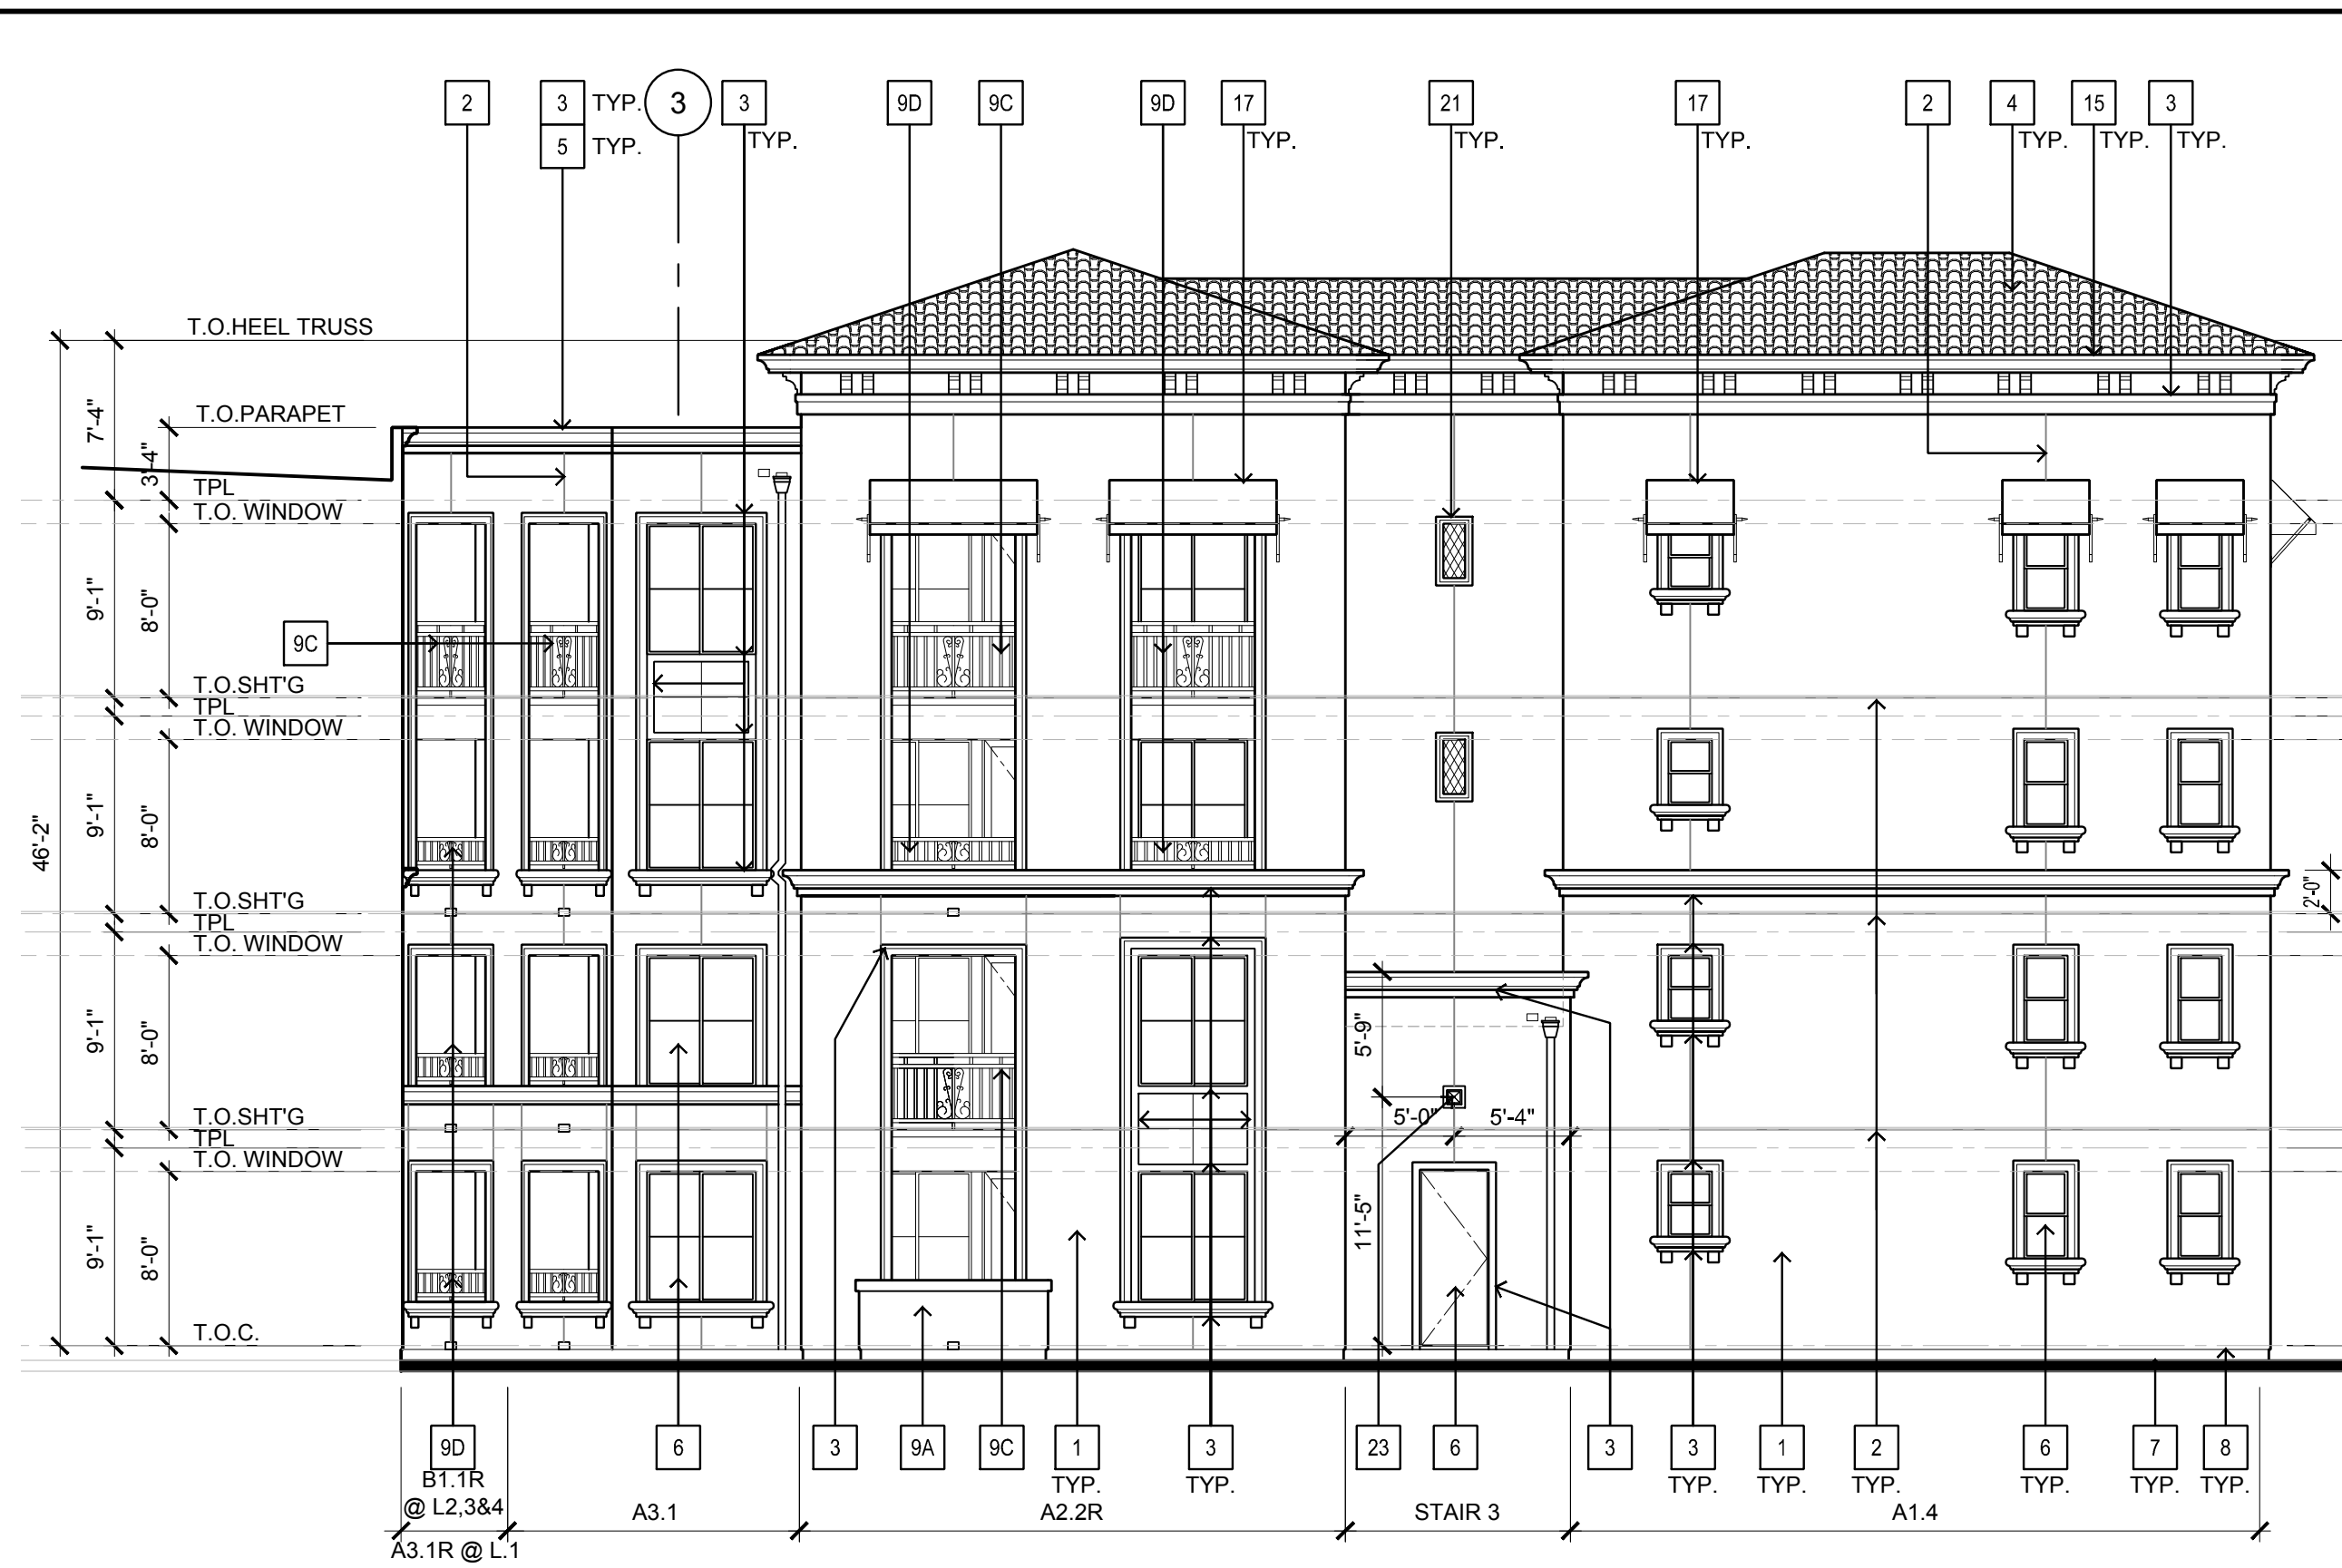 2
3 TYP.
5 TYP.
3
3
TYP.
9D
9C
9D
17
TYP.
21
TYP.
17
TYP.
2
4
TYP.
15
TYP.
3
TYP.
T.O.HEEL TRUSS
7'-4"
T.O.PARAPET
3'-4"
TPL
T.O. WINDOW
9'-1"
8'-0"
9C
T.O.SHT'G
TPL
T.O. WINDOW
46'-2"
9'-1"
8'-0"
T.O.SHT'G
TPL
T.O. WINDOW
2'-0"
9'-1"
8'-0"
5'-9"
T.O.SHT'G
TPL
T.O. WINDOW
5'-0"
5'-4"
9'-1"
8'-0"
11'-5"
T.O.C.
9D
6
3
9A
9C
1
TYP.
3
TYP.
23
6
3
3
TYP.
1
TYP.
2
TYP.
6
TYP.
7
TYP.
8
TYP.
B1.1R
@ L2,3&4
A3.1R @ L.1
A3.1
A2.2R
STAIR 3
A1.4